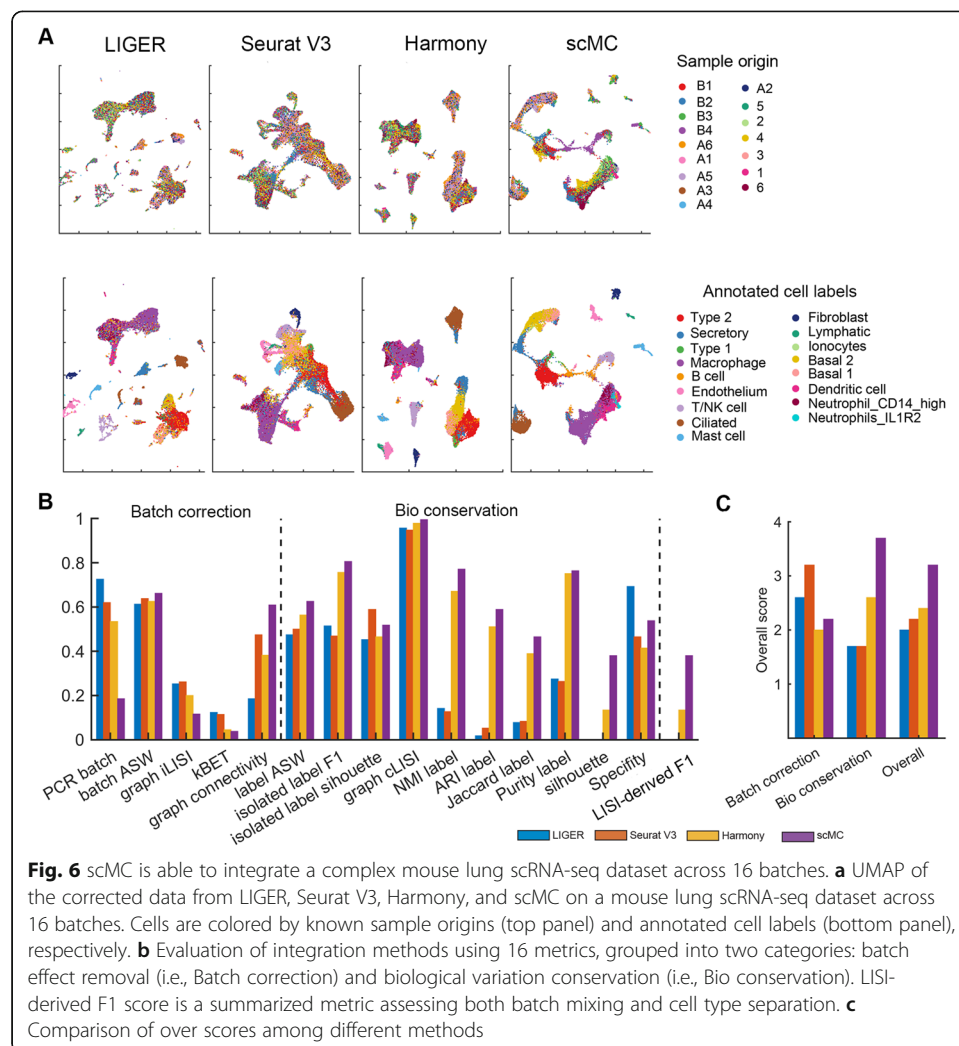 A
LIGER
Seurat V3
Harmony
scMC
Sample origin
B1
B2
B3
B4
A6
A1
A5
A3
A4
A2
5
2
4
3
1
6
Annotated cell labels
Type 2
Secretory
Type 1
Macrophage
B cell
Endothelium
T/NK cell
Ciliated
Mast cell
Fibroblast
Lymphatic
Ionocytes
Basal 2
Basal 1
Dendritic cell
Neutrophil_CD14_high
Neutrophils_IL1R2
B
Batch correction
Bio conservation
1
0.8
0.6
0.4
0.2
0
PCR batch
batch ASW
graph iLISI
kBET
graph connectivity
label ASW
isolated label F1
isolated label silhouette
graph cLISI
NMI label
ARI label
Jaccard label
Purity label
silhouette
Specifity
LISI-derived F1
C
Overall score
4
3
2
1
Batch correction
Bio conservation
Overall
LIGER
Seurat V3
Harmony
scMC
Fig. 6 scMC is able to integrate a complex mouse lung scRNA-seq dataset across 16 batches. a UMAP of
the corrected data from LIGER, Seurat V3, Harmony, and scMC on a mouse lung scRNA-seq dataset across
16 batches. Cells are colored by known sample origins (top panel) and annotated cell labels (bottom panel),
respectively. b Evaluation of integration methods using 16 metrics, grouped into two categories: batch
effect removal (i.e., Batch correction) and biological variation conservation (i.e., Bio conservation). LISI-
derived F1 score is a summarized metric assessing both batch mixing and cell type separation. c
Comparison of over scores among different methods